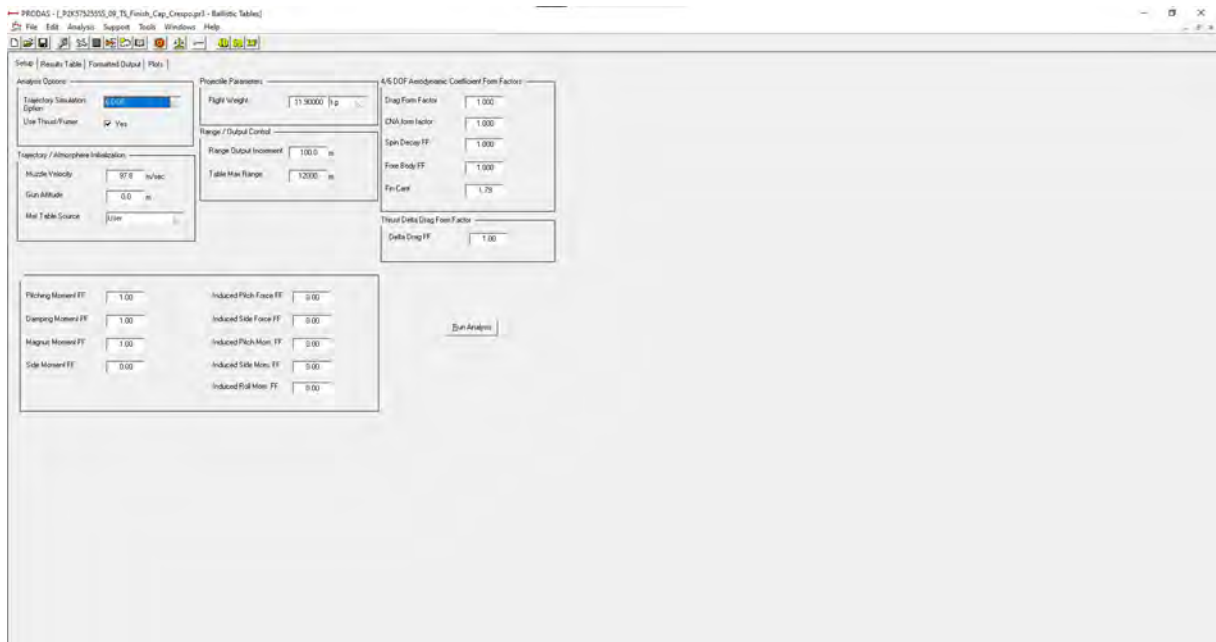 PRODAS - [_P2K57525SS_09_TS_Finish_Cap_Crespo.pr3 - Ballistic Tables]
File Edit Analysis Support Tools Windows Help
Setup Results Table Formatted Output Plots
Analysis Options
Trajectory Simulation Option
Use Thrust/Fumer Yes
Trajectory / Atmosphere Initialization
Muzzle Velocity 97.8 m/sec
Gun Altitude 0.0 m
Met Table Source User
Projectile Parameters
Flight Weight 11.90000 kg
Range / Output Control
Range Output Increment 100.0 m
Table Max Range 12000. m
4/6 DOF Aerodynamic Coefficient Form Factors
Drag Form Factor 1.000
CNA form factor 1.000
Spin Decay FF 1.000
Fore Body FF 1.000
Fin Cant 1.79
Thrust Delta Drag Form Factor
Delta Drag FF 1.00
Pitching Moment FF 1.00
Damping Moment FF 1.00
Magnus Moment FF 1.00
Side Moment FF 0.00
Induced Pitch Force FF 0.00
Induced Side Force FF 0.00
Induced Pitch Mom. FF 0.00
Induced Side Mom. FF 0.00
Induced Roll Mom. FF 0.00
Run Analysis